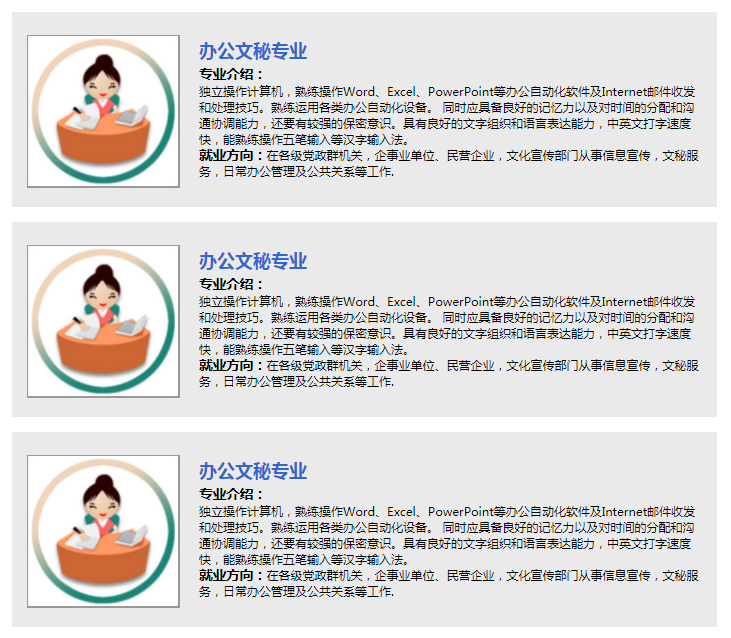 办公文秘专业
专业介绍：
独立操作计算机，熟练操作Word、Excel、PowerPoint等办公自动化软件及Internet邮件收发
和处理技巧。熟练运用各类办公自动化设备。 同时应具备良好的记忆力以及对时间的分配和沟
通协调能力，还要有较强的保密意识。具有良好的文字组织和语言表达能力，中英文打字速度
快，能熟练操作五笔输入等汉字输入法。
就业方向：在各级党政群机关，企事业单位、民营企业，文化宣传部门从事信息宣传，文秘服
务，日常办公管理及公共关系等工作.
办公文秘专业
专业介绍：
独立操作计算机，熟练操作Word、Excel、PowerPoint等办公自动化软件及Internet邮件收发
和处理技巧。熟练运用各类办公自动化设备。 同时应具备良好的记忆力以及对时间的分配和沟
通协调能力，还要有较强的保密意识。具有良好的文字组织和语言表达能力，中英文打字速度
快，能熟练操作五笔输入等汉字输入法。
就业方向：在各级党政群机关，企事业单位、民营企业，文化宣传部门从事信息宣传，文秘服
务，日常办公管理及公共关系等工作.
办公文秘专业
专业介绍：
独立操作计算机，熟练操作Word、Excel、PowerPoint等办公自动化软件及Internet邮件收发
和处理技巧。熟练运用各类办公自动化设备。 同时应具备良好的记忆力以及对时间的分配和沟
通协调能力，还要有较强的保密意识。具有良好的文字组织和语言表达能力，中英文打字速度
快，能熟练操作五笔输入等汉字输入法。
就业方向：在各级党政群机关，企事业单位、民营企业，文化宣传部门从事信息宣传，文秘服
务，日常办公管理及公共关系等工作.